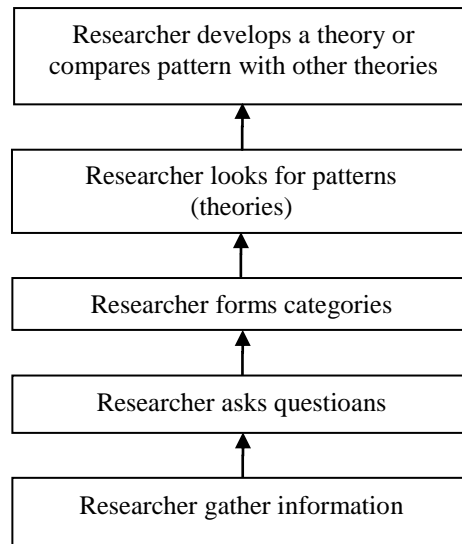 Researcher develops a theory or
compares pattern with other theories
Researcher looks for patterns
(theories)
Researcher forms categories
Researcher asks questioans
Researcher gather information